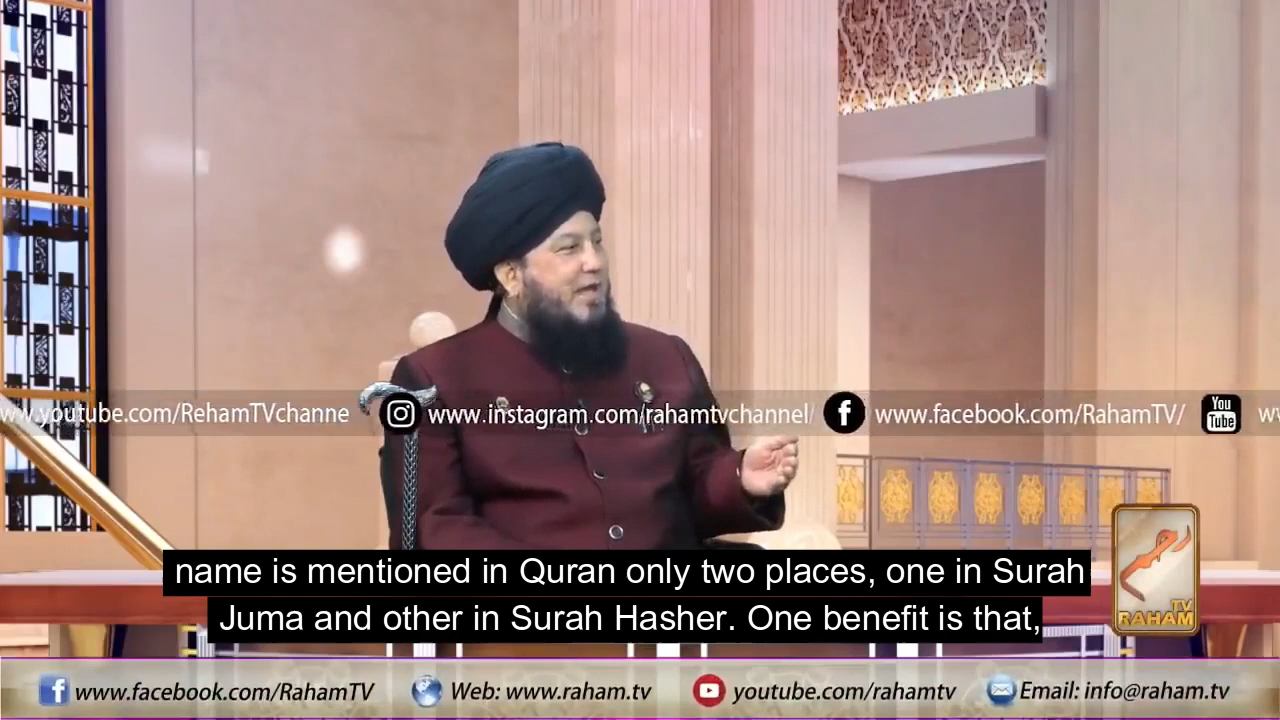 ww.youtube.com/RehamTVchanne www.instagram.com/rahamtvchannel/ www.facebook.com/RahamTV/ You Tube ww
name is mentioned in Quran only two places, one in Surah
Juma and other in Surah Hasher. One benefit is that,
TV
RAHAM
www.facebook.com/RahamTV Web: www.raham.tv youtube.com/rahamtv Email: info@raham.tv